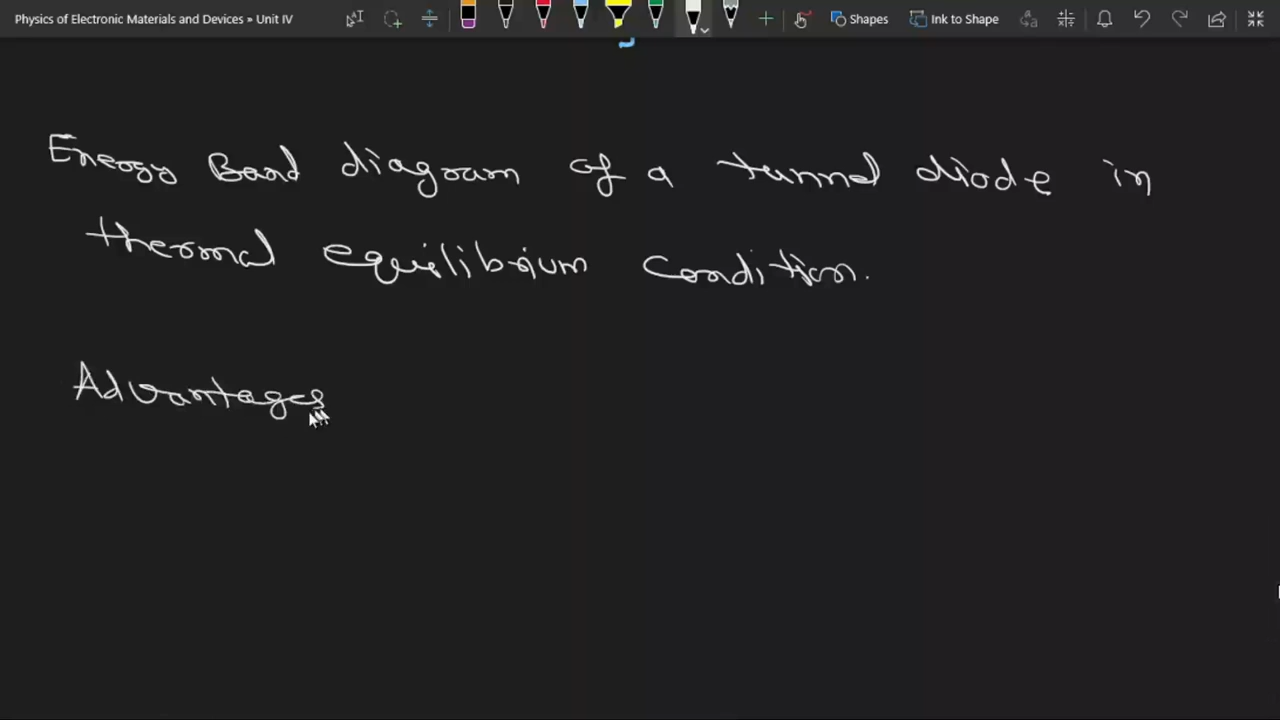 Physics of Electronic Materials and Devices » Unit IV
Shapes
Ink to Shape
Energy Band diagram of a tunnel diode in
thermal equilibrium Condition.
Advantages